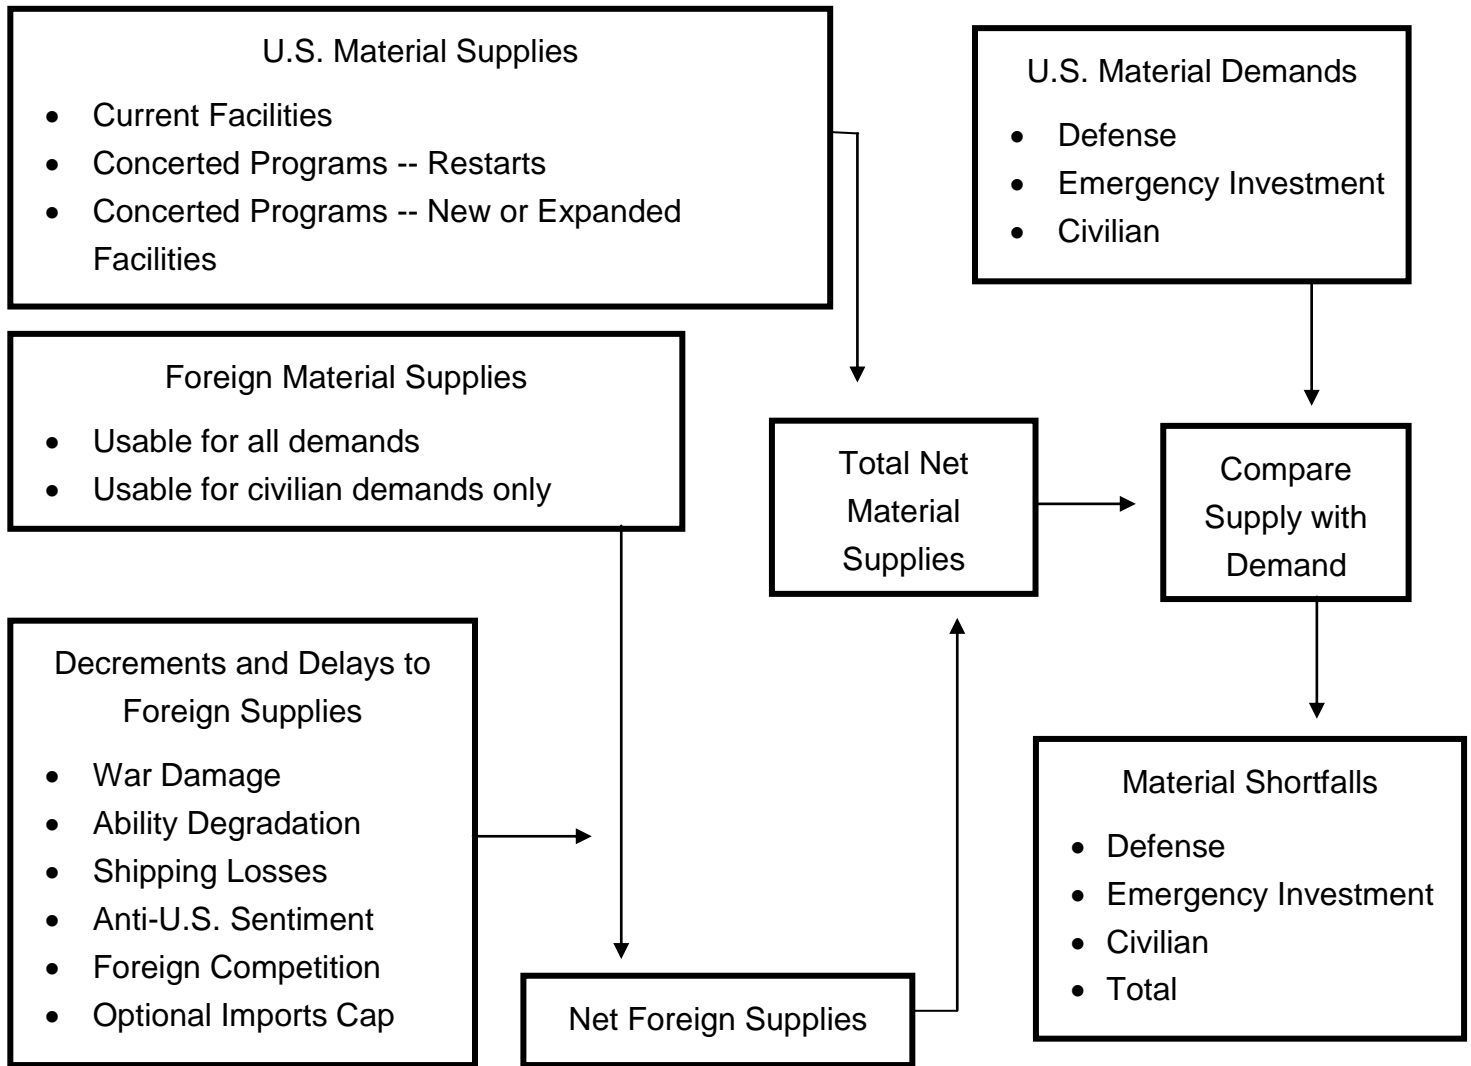 U.S. Material Supplies
• Current Facilities
• Concerted Programs -- Restarts
• Concerted Programs -- New or Expanded
Facilities
Foreign Material Supplies
• Usable for all demands
• Usable for civilian demands only
Decrements and Delays to
Foreign Supplies
• War Damage
• Ability Degradation
• Shipping Losses
• Anti-U.S. Sentiment
• Foreign Competition
• Optional Imports Cap
Net Foreign Supplies
Total Net
Material
Supplies
U.S. Material Demands
• Defense
• Emergency Investment
• Civilian
Compare
Supply with
Demand
Material Shortfalls
• Defense
• Emergency Investment
• Civilian
• Total